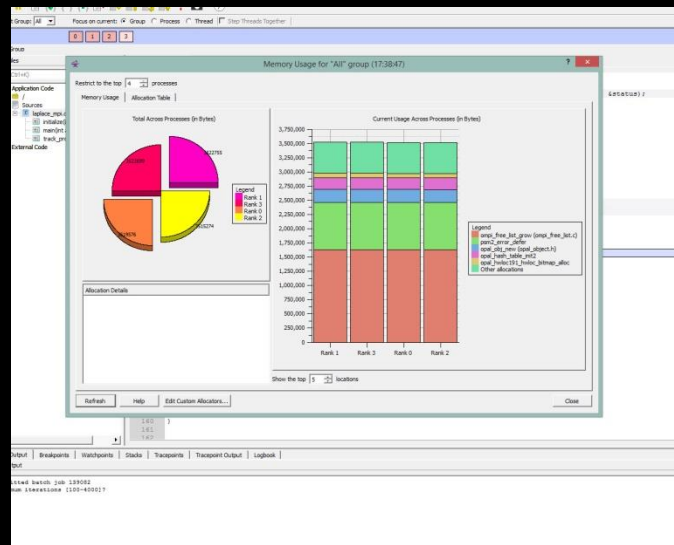 t Group: All Focus on current: Group Process Thread Step Threads Together
0 1 2 3
Group
Memory Usage for "All" group (17:38:47)
Restrict to the top 4 processes
Memory Usage Allocation Table
Ctrl+K)
Application Code
/
Sources
laplace_mpi.c
initialize(
main(int
track_pro
External Code
&status);
Total Across Processes (in Bytes)
Legend
Rank 1
Rank 3
Rank 0
Rank 2
Allocation Details
Current Usage Across Processes (in Bytes)
3,750,000
3,500,000
3,250,000
3,000,000
2,750,000
2,500,000
2,250,000
2,000,000
1,750,000
1,500,000
1,250,000
1,000,000
750,000
500,000
250,000
0
Rank 1 Rank 3 Rank 0 Rank 2
Legend
ompi_free_list_grow (ompi_free_list.c)
psm2_error_defer
opal_obj_new (opal_object.h)
opal_hash_table_init2
opal_hwloc191_hwloc_bitmap_alloc
Other allocations
Show the top 5 locations
Refresh Help Edit Custom Allocators... Close
140 }
141
142
Output Breakpoints Watchpoints Stacks Tracepoints Tracepoint Output Logbook
tput
itted batch job 139082
mum iterations [100-4000]?